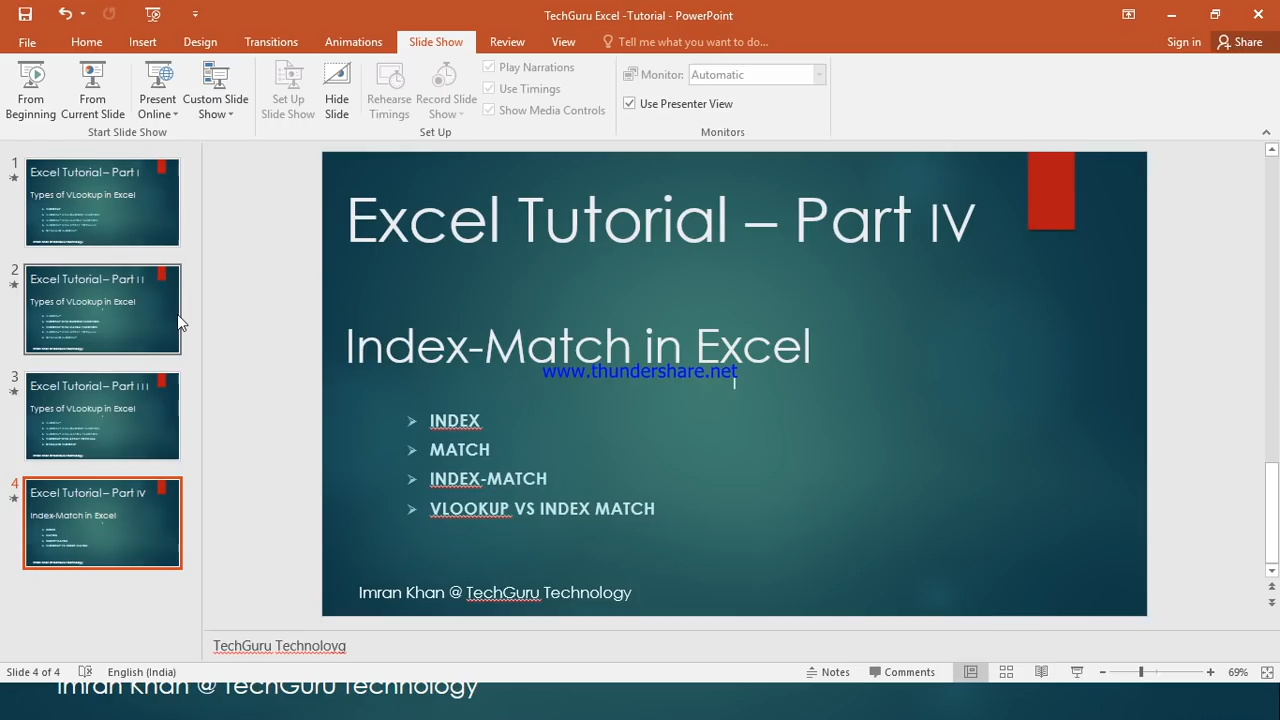 TechGuru Excel -Tutorial - PowerPoint
File Home Insert Design Transitions Animations Slide Show Review View Tell me what you want to do... Sign in Share
From Beginning
From Current Slide
Present Online
Custom Slide Show
Start Slide Show
Set Up Slide Show
Hide Slide
Rehearse Timings
Record Slide Show
Play Narrations
Use Timings
Show Media Controls
Set Up
Monitor: Automatic
Use Presenter View
Monitors
1
Excel Tutorial – Part I
Types of VLookup in Excel
2
Excel Tutorial – Part II
Types of VLookup in Excel
3
Excel Tutorial – Part III
Types of VLookup in Excel
4
Excel Tutorial – Part IV
Index-Match in Excel
Excel Tutorial – Part IV
Index-Match in Excel
www.thundershare.net
INDEX
MATCH
INDEX-MATCH
VLOOKUP VS INDEX MATCH
Imran Khan @ TechGuru Technology
TechGuru Technolovg
Slide 4 of 4 English (India) Notes Comments 69%
Imran Khan @ TechGuru Technology